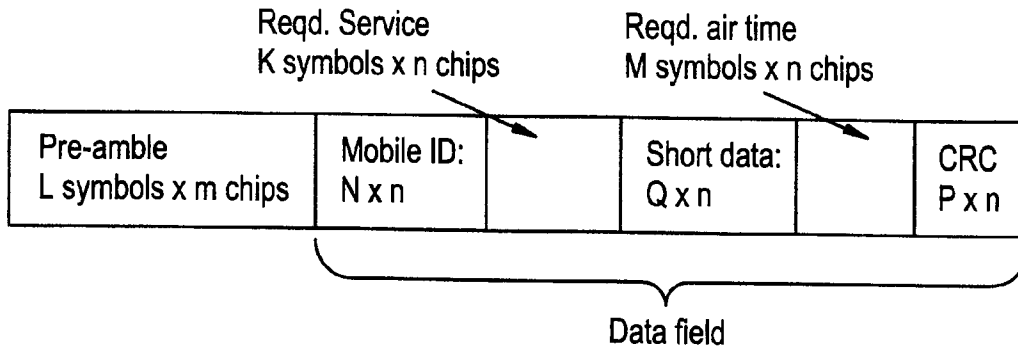 Reqd. Service
K symbols x n chips
Reqd. air time
M symbols x n chips
Pre-amble
L symbols x m chips
Mobile ID:
N x n
Short data:
Q x n
CRC
P x n
Data field